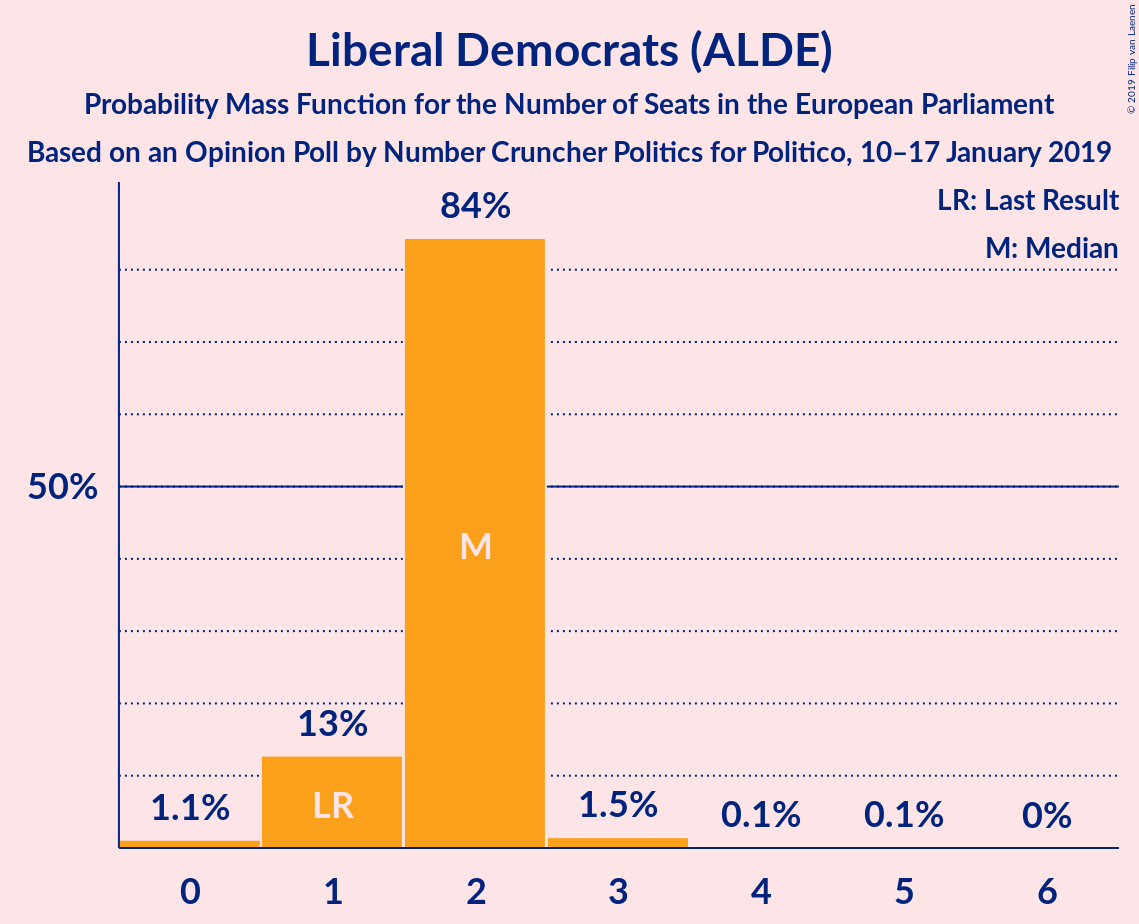 Liberal Democrats (ALDE)
Probability Mass Function for the Number of Seats in the European Parliament
Based on an Opinion Poll by Number Cruncher Politics for Politico, 10–17 January 2019
© 2019 Filip van Laenen
LR: Last Result
M: Median
84%
50%
M
13%
LR
1.1%
1.5%
0.1%
0.1%
0%
0 1 2 3 4 5 6